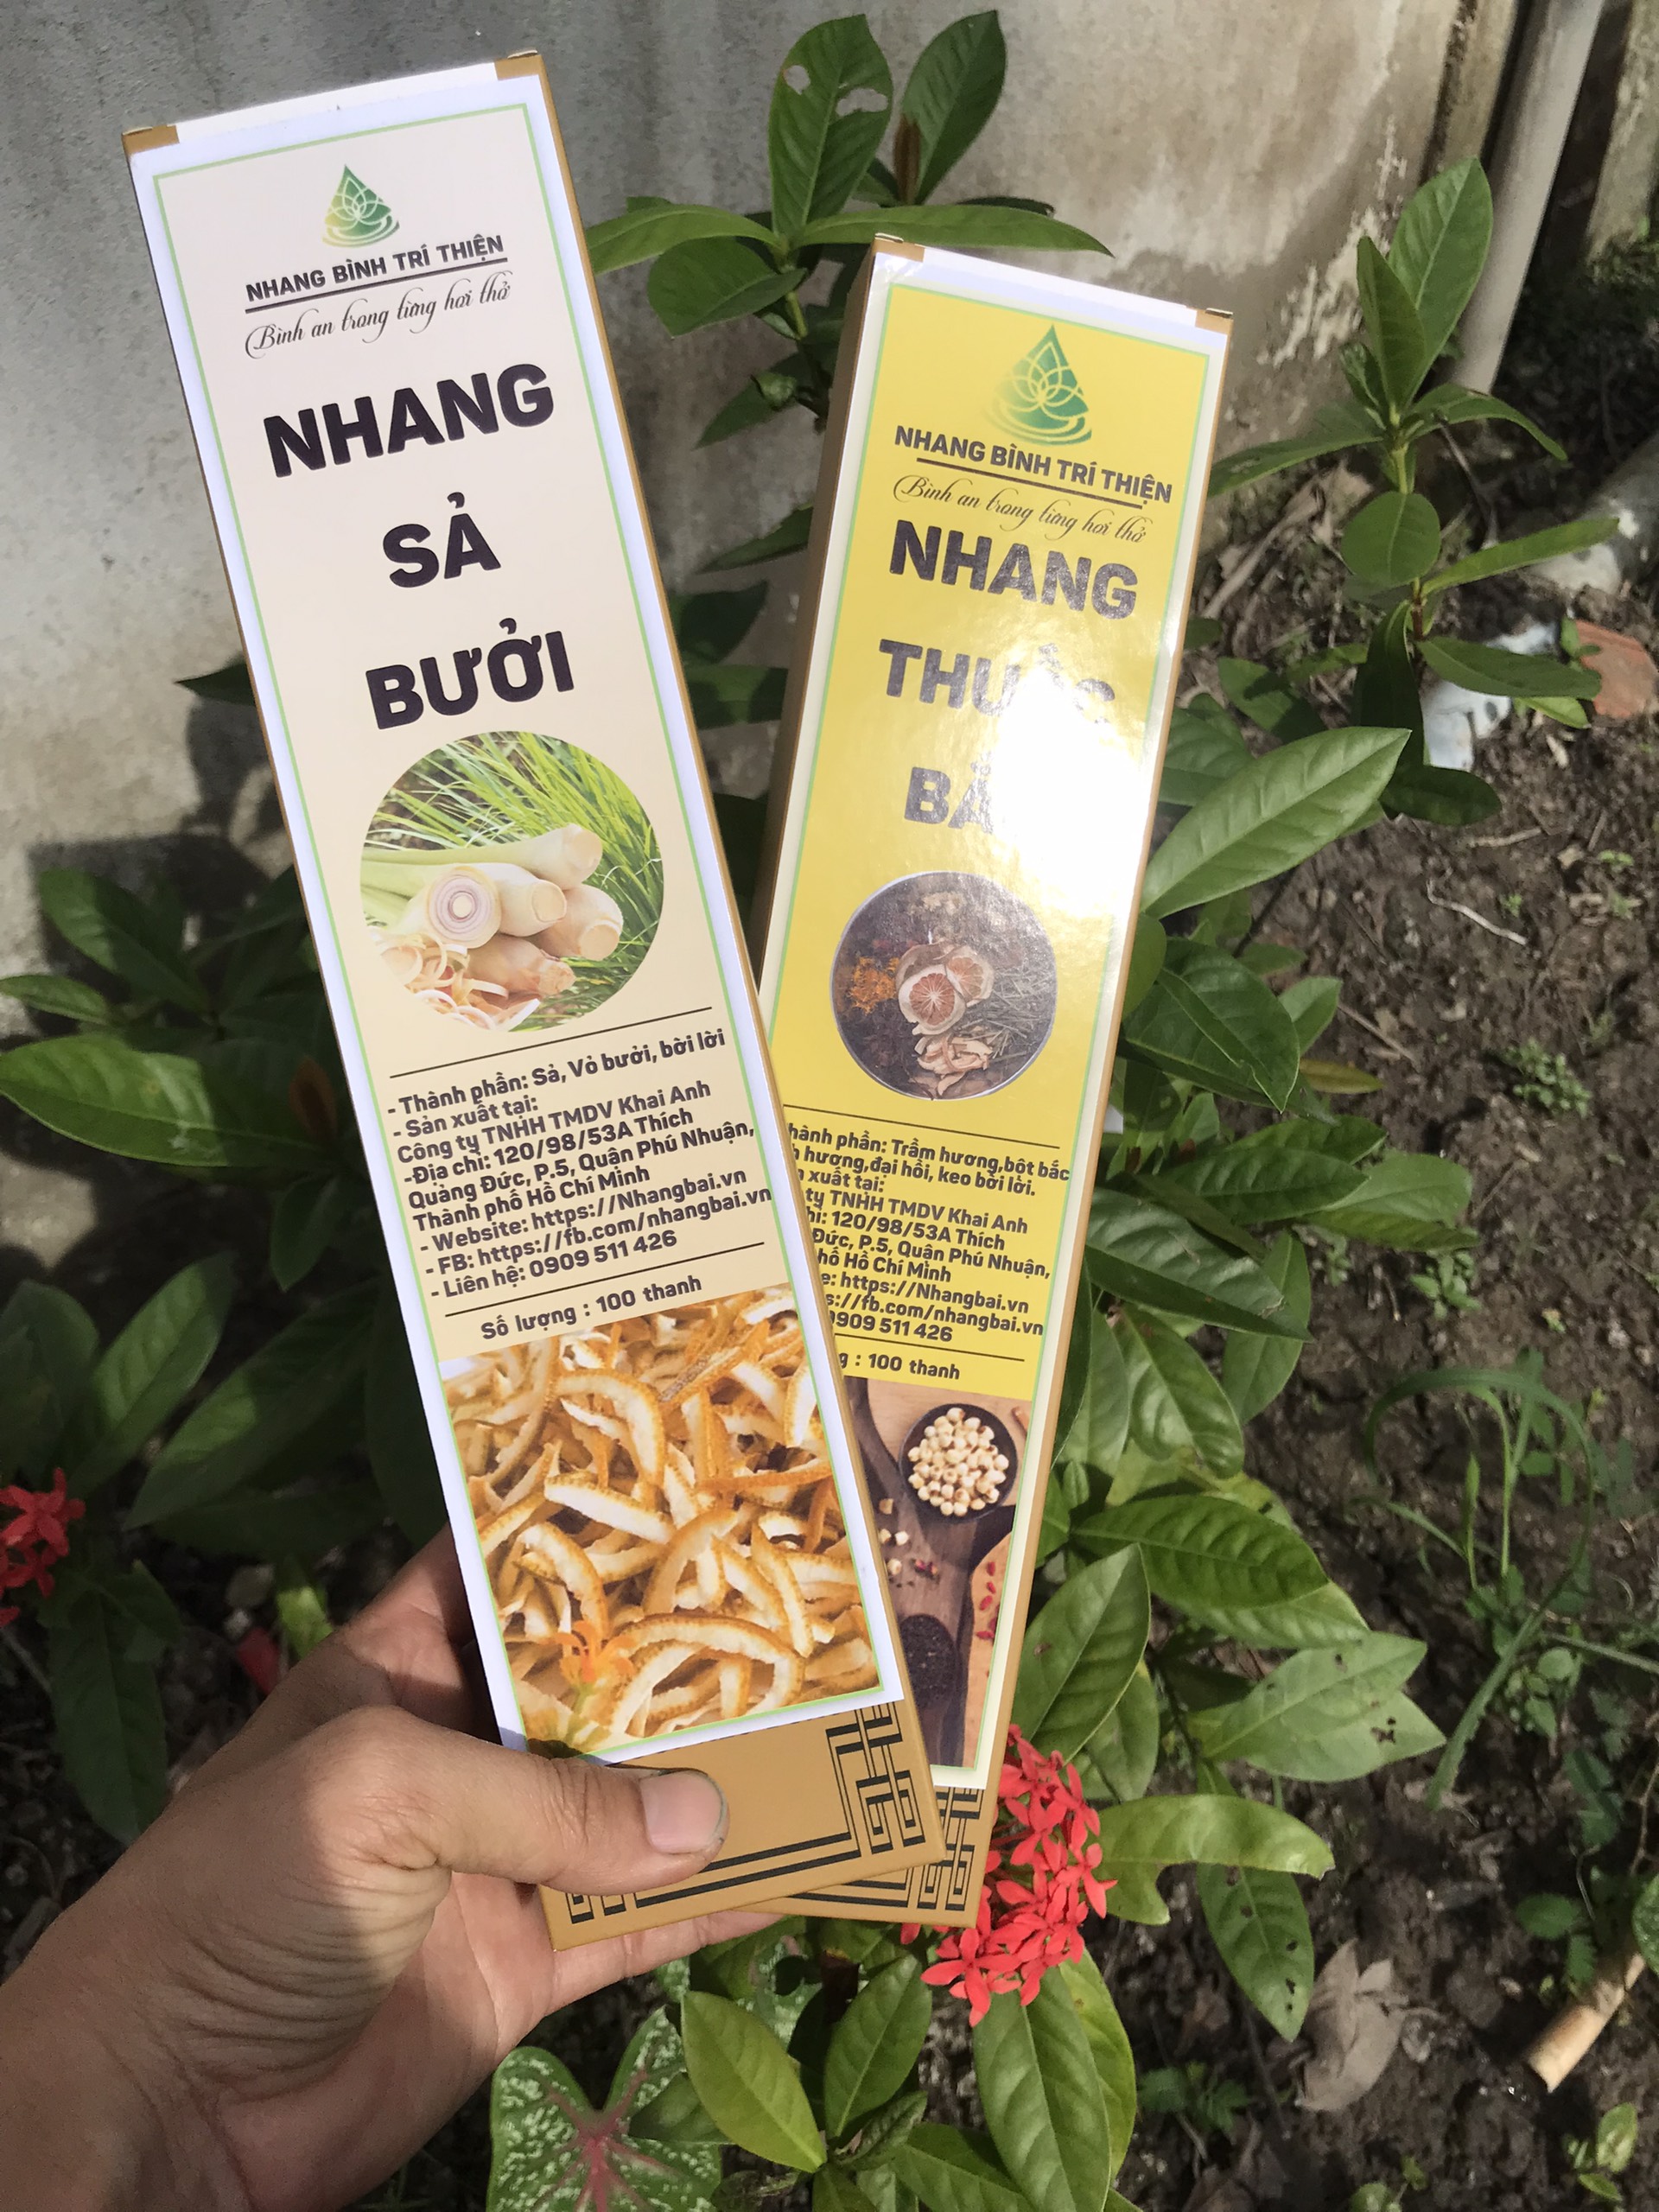 NHANG BÌNH TRÍ THIỆN
Bình an trong từng hơi thở
NHANG
SẢ
BƯỞI
- Thành phần: Sả, Vỏ bưởi, bời lời
- Sản xuất tại:
Công ty TNHH TMDV Khai Anh
-Địa chỉ: 120/98/53A Thích
Quảng Đức, P.5, Quận Phú Nhuận,
Thành phố Hồ Chí Minh
- Website: https://Nhangbai.vn
- FB: https://fb.com/nhangbai.vn
- Liên hệ: 0909 511 426
Số lượng : 100 thanh
NHANG BÌNH TRÍ THIỆN
Bình an trong từng hơi thở
NHANG
THUỐC
phần: Trầm hương,bột bắc
hương,đại hồi, keo bời lời.
xuất tại:
ty TNHH TMDV Khai Anh
120/98/53A Thích
Đức, P.5, Quận Phú Nhuận,
Hồ Chí Minh
https://Nhangbai.vn
s://fb.com/nhangbai.vn
0909 511 426
: 100 thanh